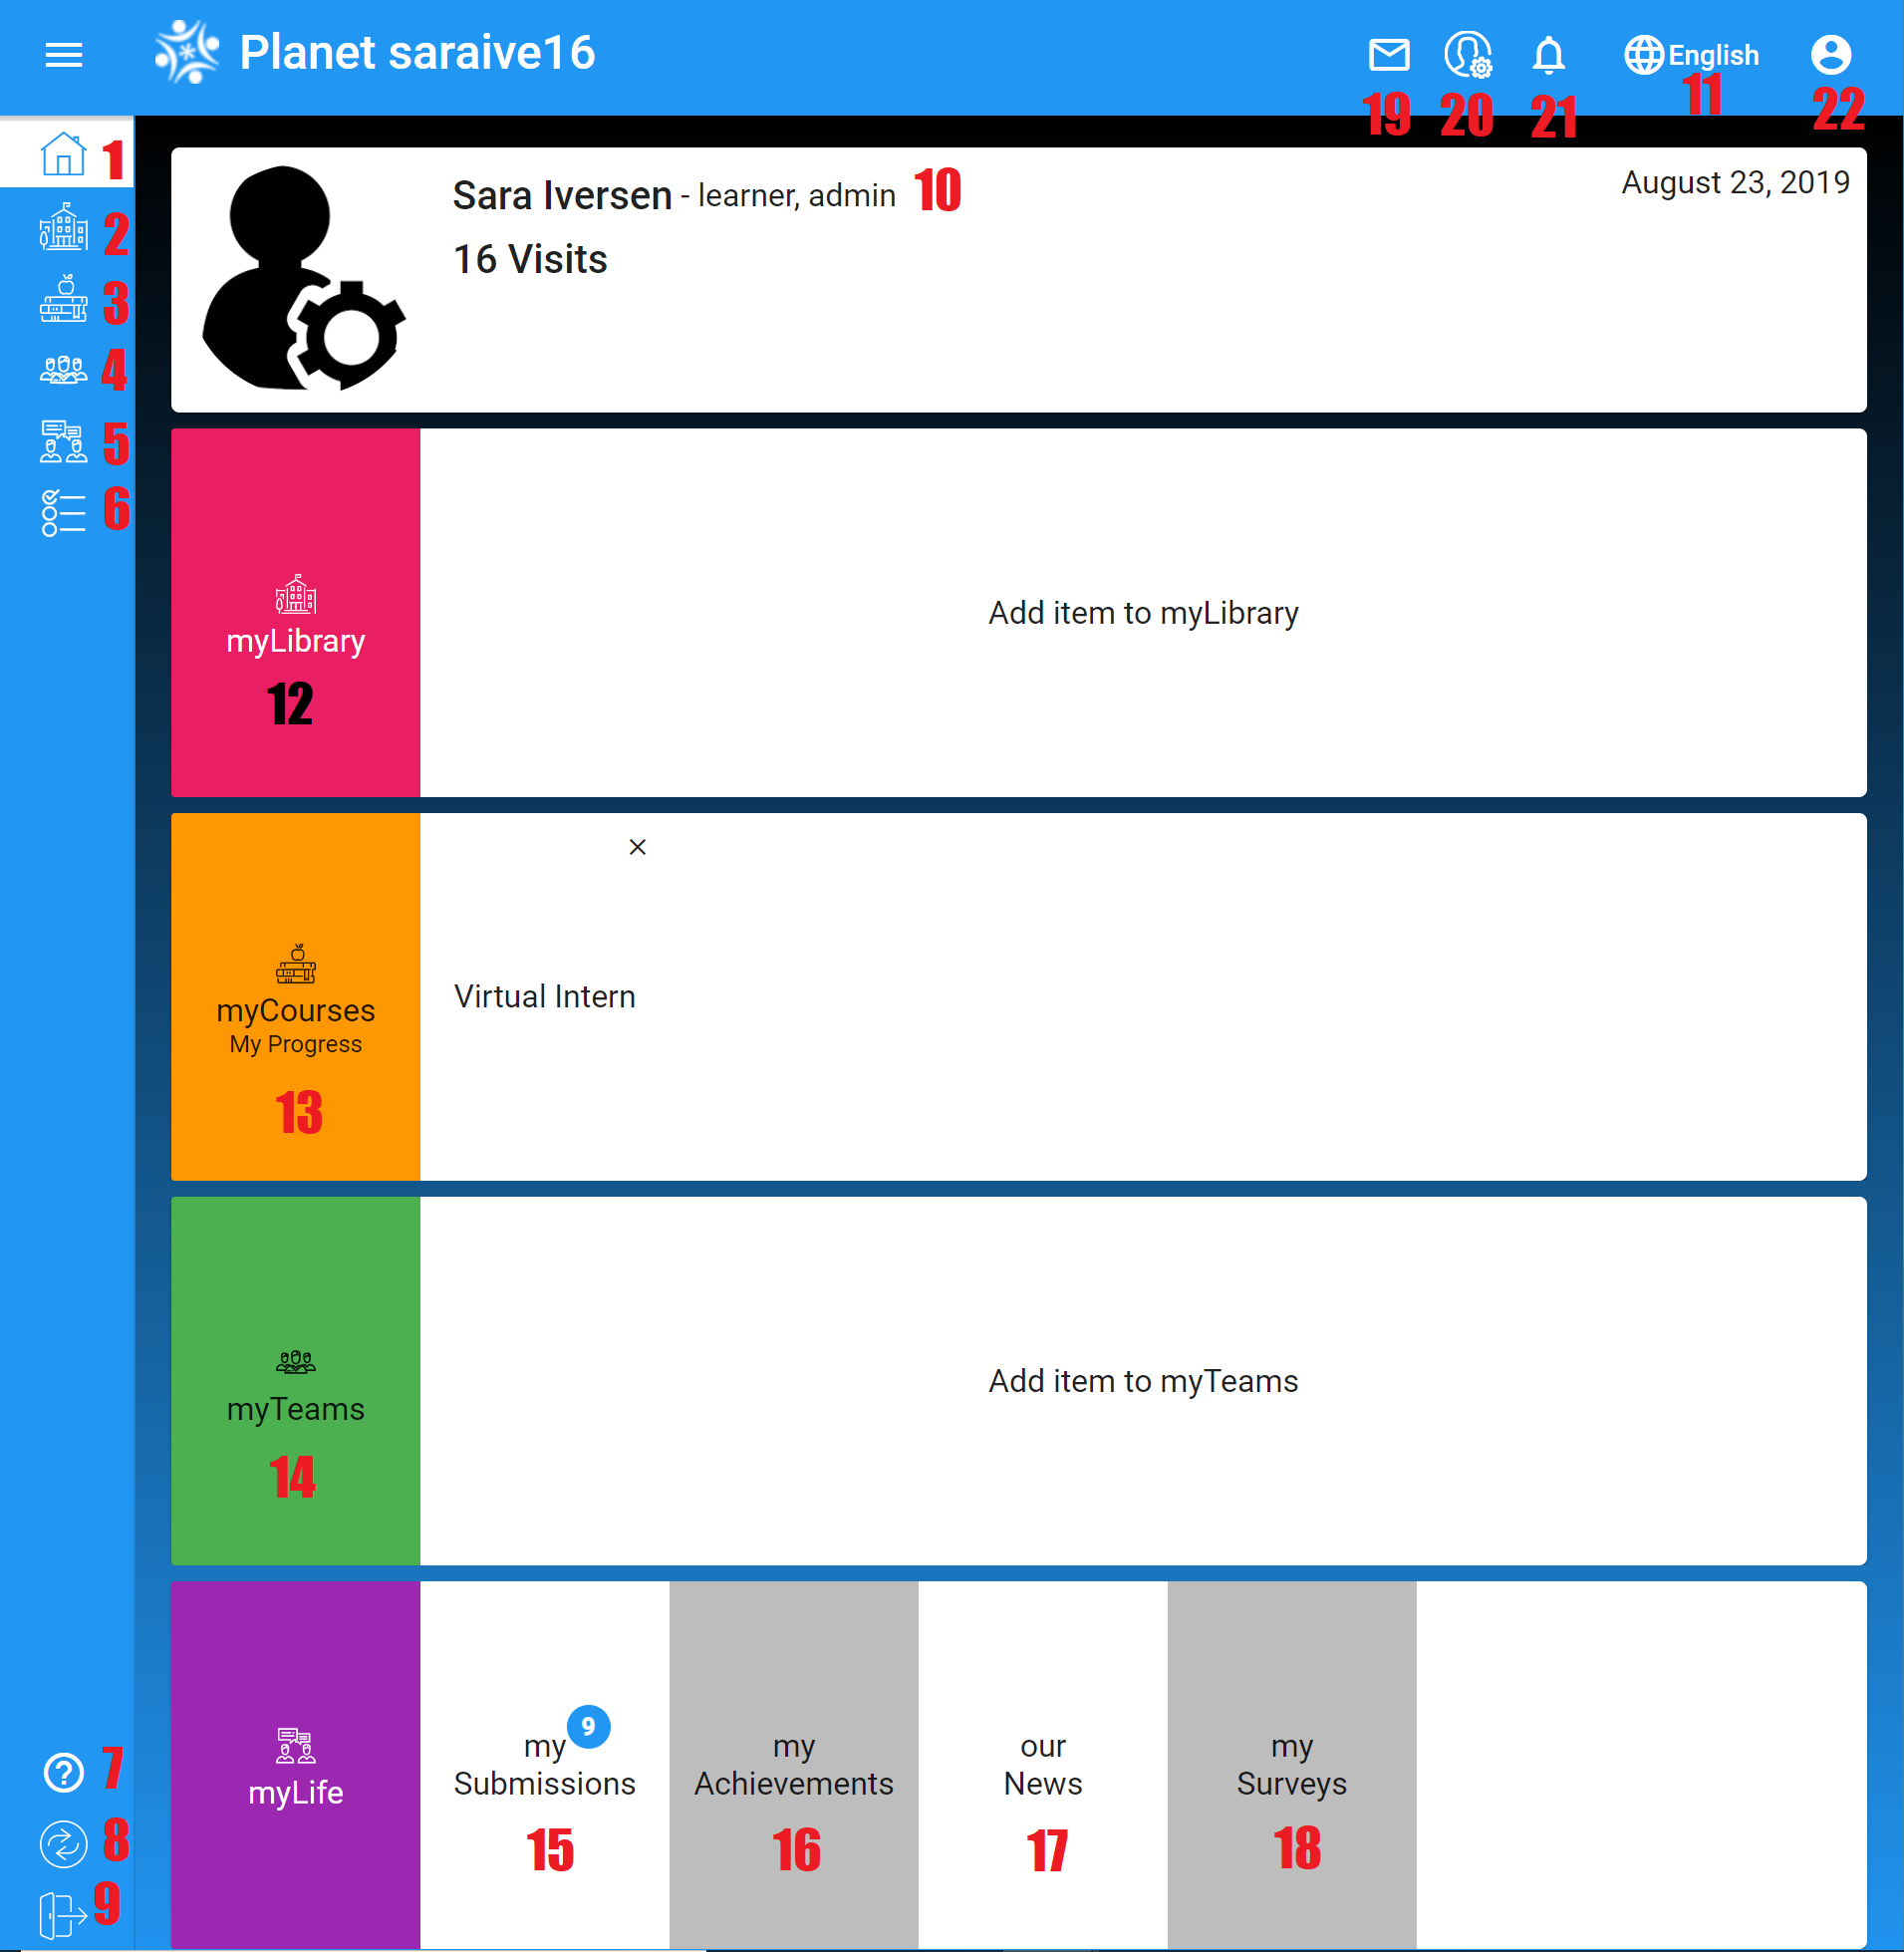 Planet saraive16
English
19
20
21
11
22
1
2
3
4
5
6
7
8
9
Sara Iversen - learner, admin
10
August 23, 2019
16 Visits
myLibrary
12
Add item to myLibrary
×
myCourses
My Progress
13
Virtual Intern
myTeams
14
Add item to myTeams
myLife
my
Submissions
9
15
my
Achievements
16
our
News
17
my
Surveys
18